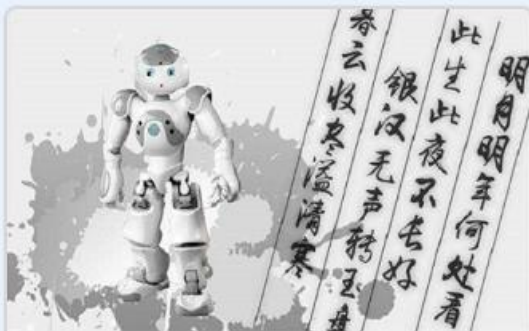 暮云收尽溢清寒
银汉无声转玉盘
此生此夜不长好
明月明年何处看